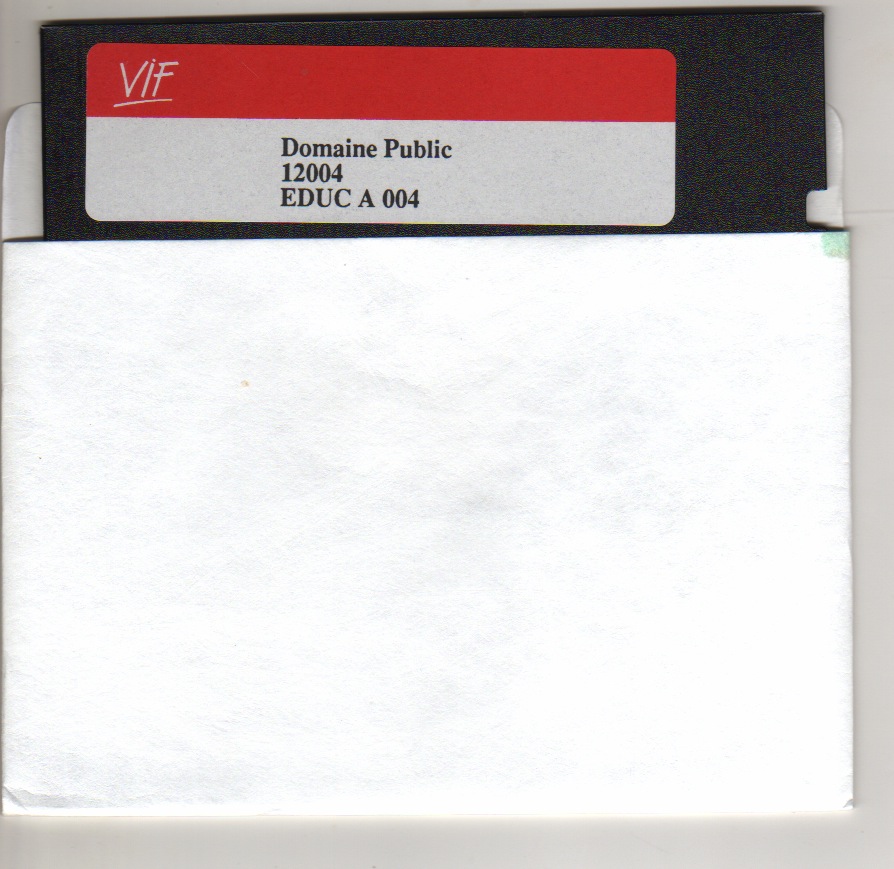 ViF
Domaine Public
12004
EDUC A 004